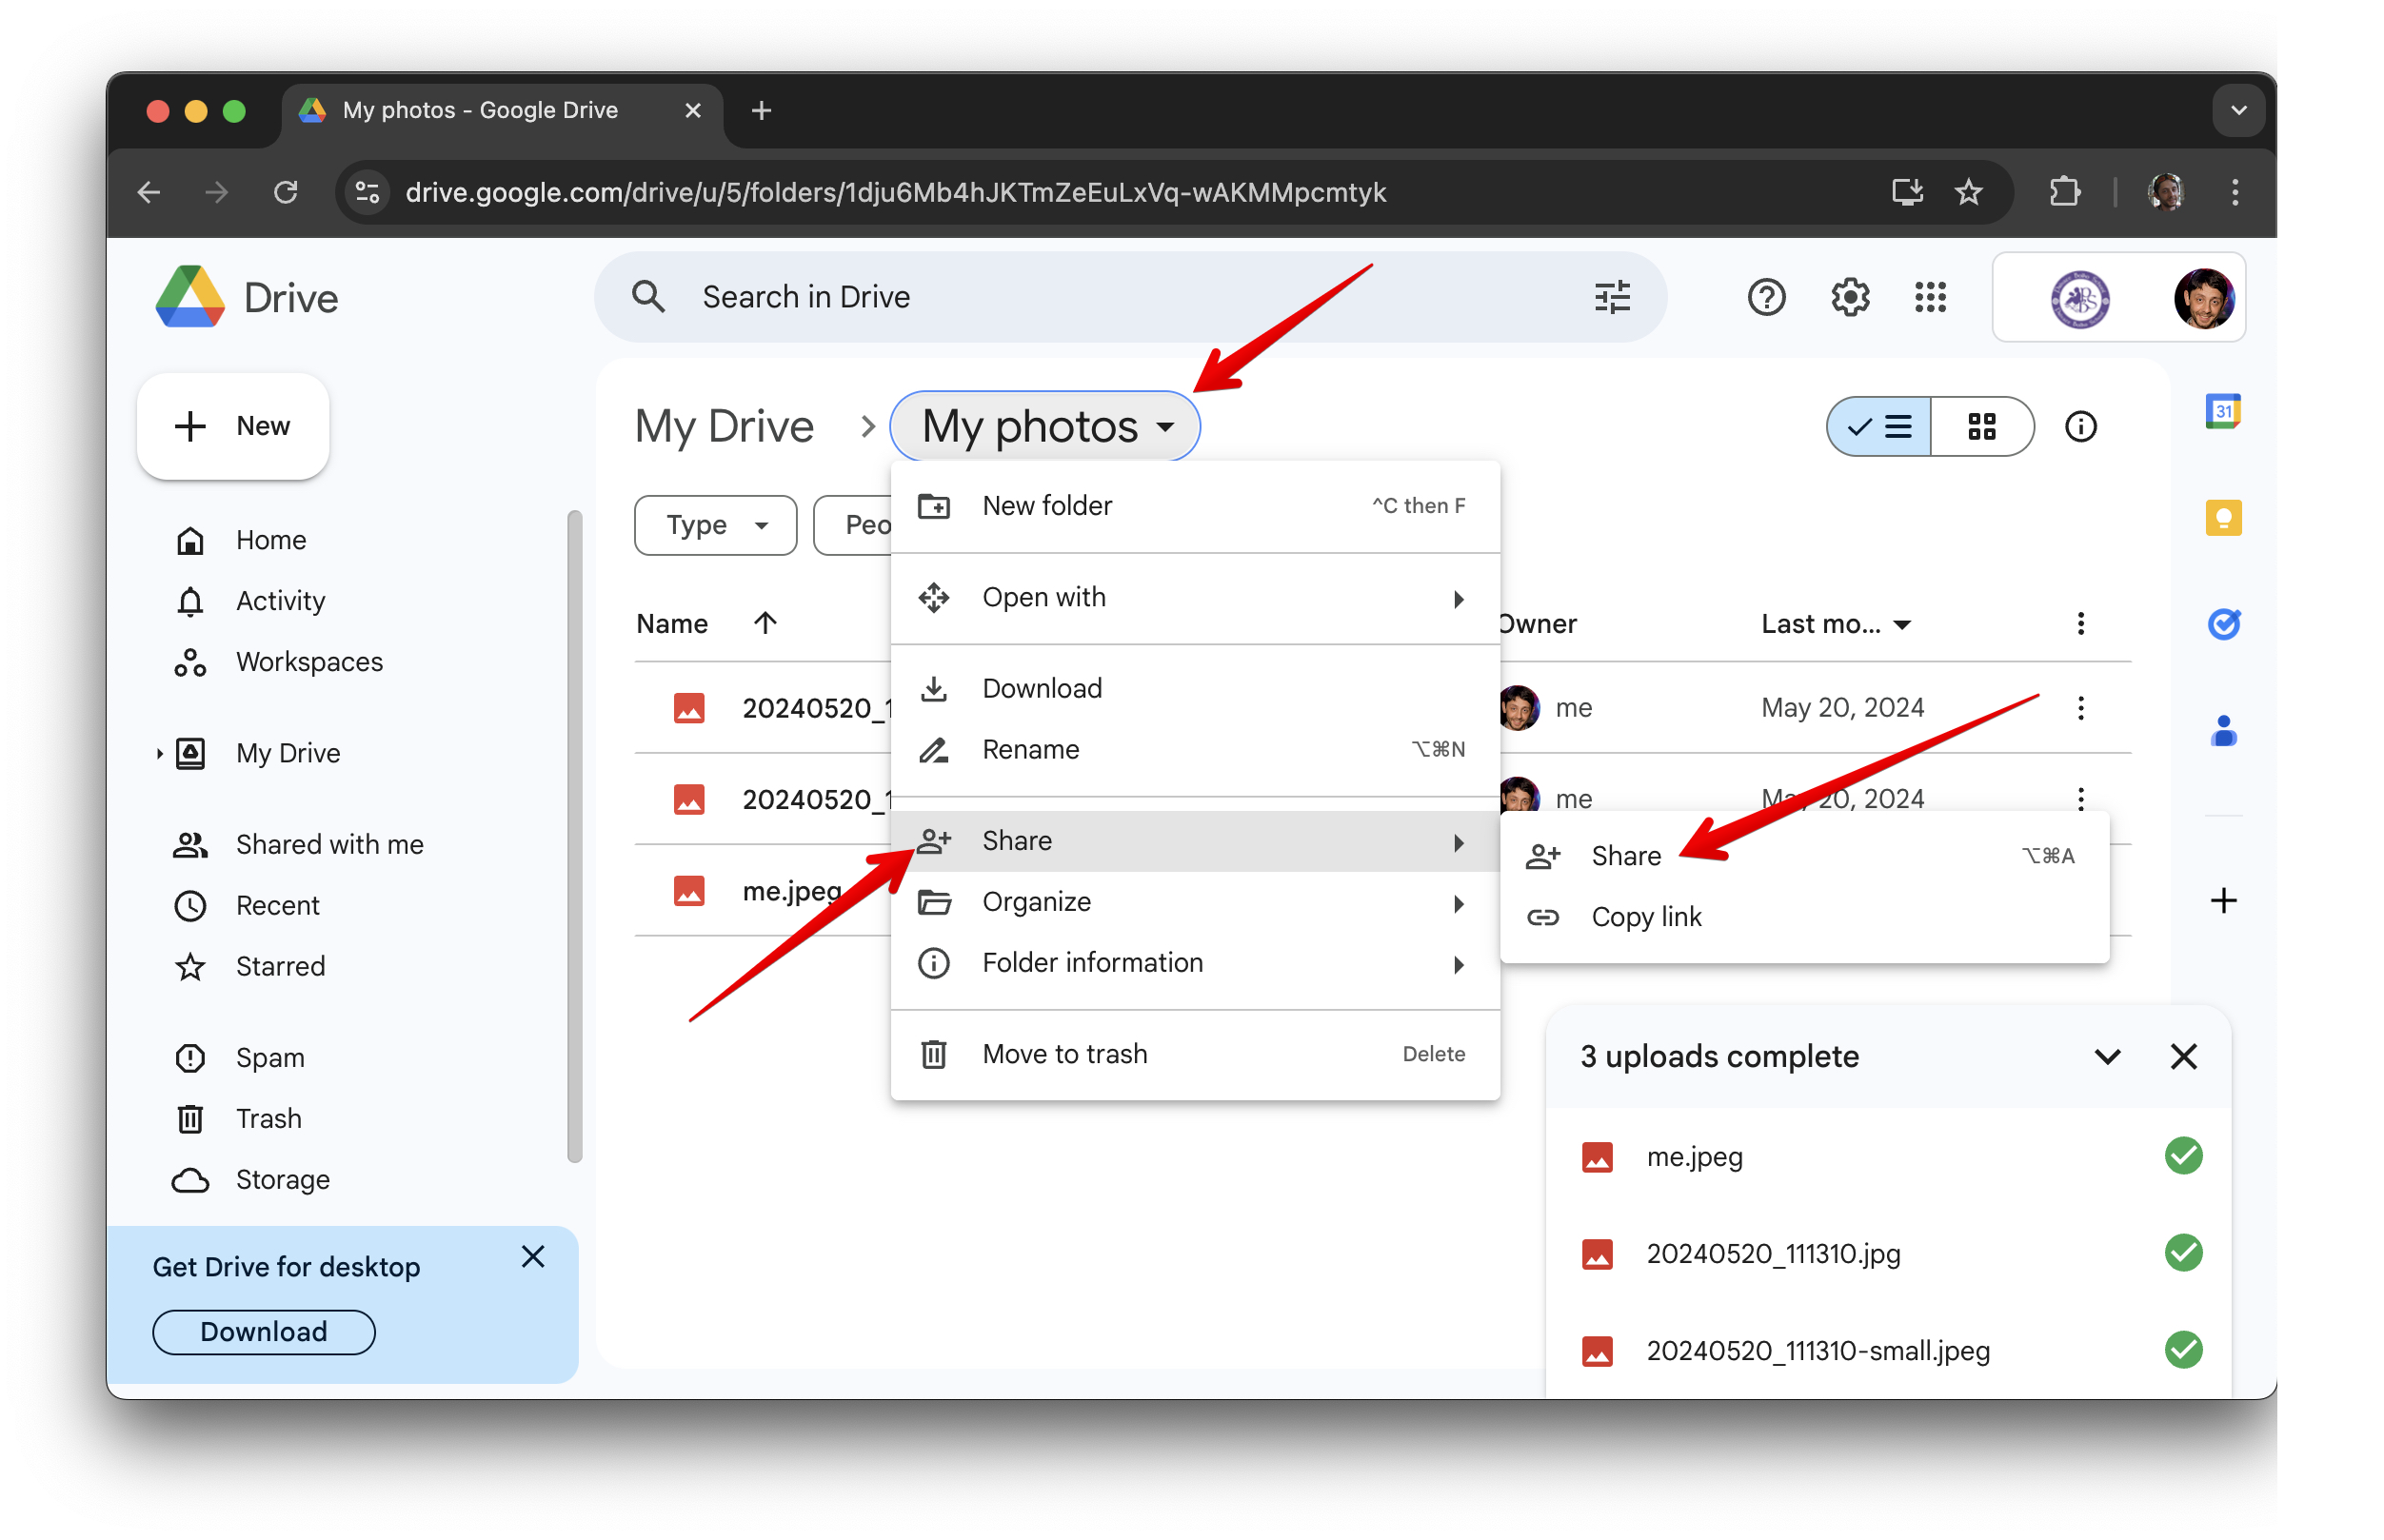 My photos - Google Drive
drive.google.com/drive/u/5/folders/1dju6Mb4hJKTmZeEuLxVq-wAKMMpcmtyk
Drive
Search in Drive
New
Home
Activity
Workspaces
My Drive
Shared with me
Recent
Starred
Spam
Trash
Storage
Get Drive for desktop
Download
My Drive
My photos
Type
Peo
Name
Owner
Last mo...
20240520_1
me
May 20, 2024
20240520_1
me
May 20, 2024
me.jpeg
New folder
^C then F
Open with
Download
Rename
⌥⌘N
Share
Organize
Folder information
Move to trash
Delete
Share
⌥⌘A
Copy link
31
3 uploads complete
me.jpeg
20240520_111310.jpg
20240520_111310-small.jpeg